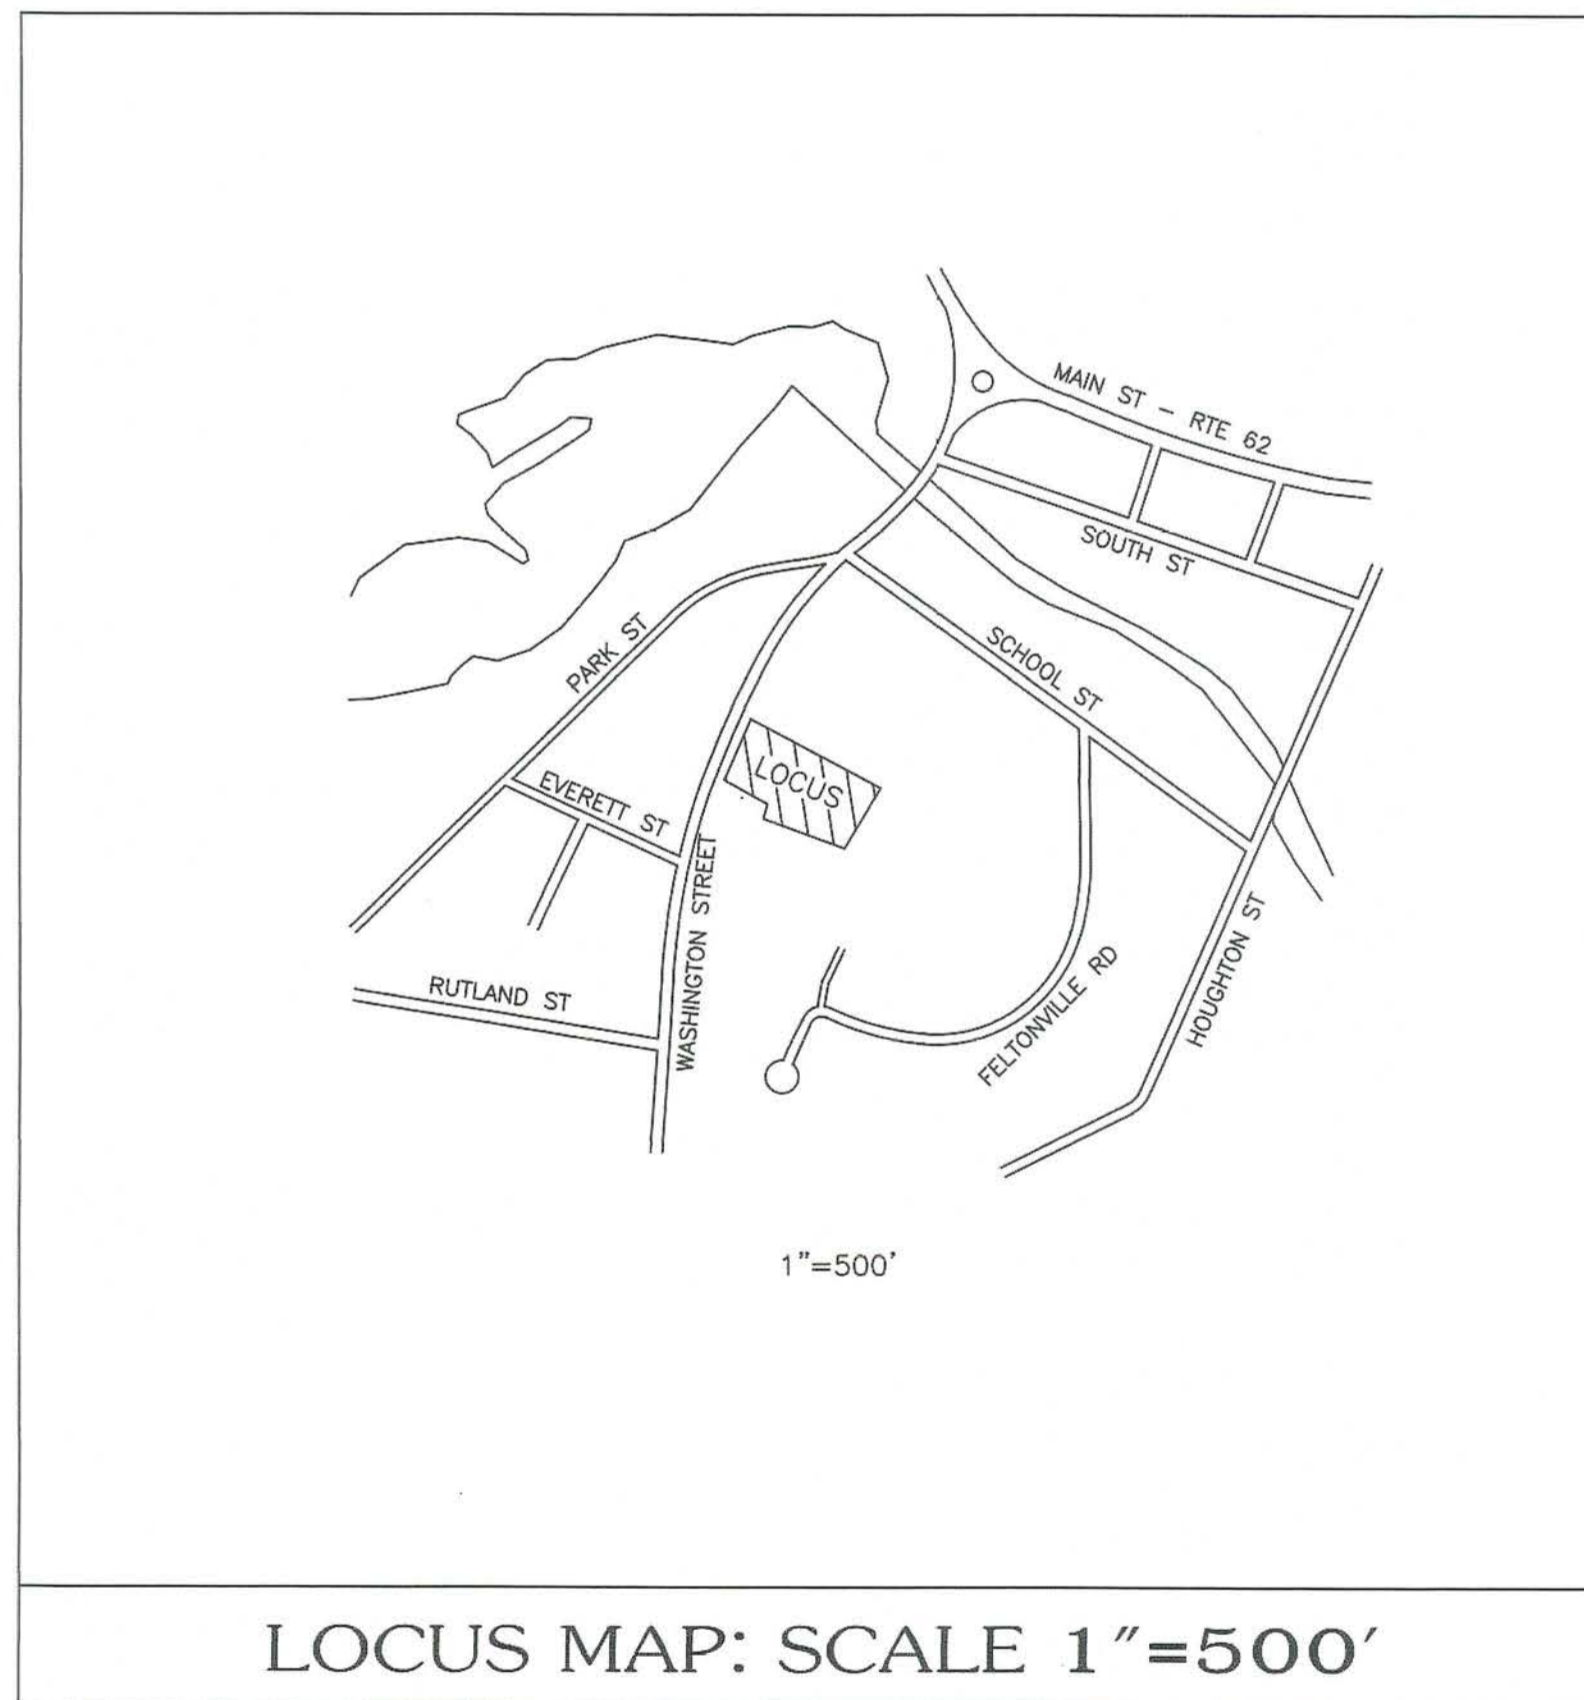 MAIN ST - RTE 62
SOUTH ST
PARK ST
SCHOOL ST
LOCUS
EVERETT ST
WASHINGTON STREET
HOUGHTON ST
RUTLAND ST
FELTONVILLE RD
1"=500'
LOCUS MAP: SCALE 1"=500'